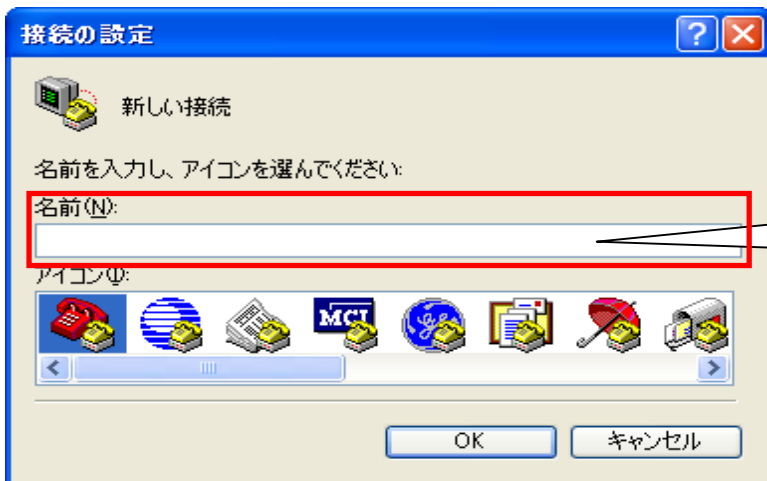 接続の設定
新しい接続
名前を入力し、アイコンを選んでください:
名前(N):
アイコン(I):
MCI
OK
キャンセル